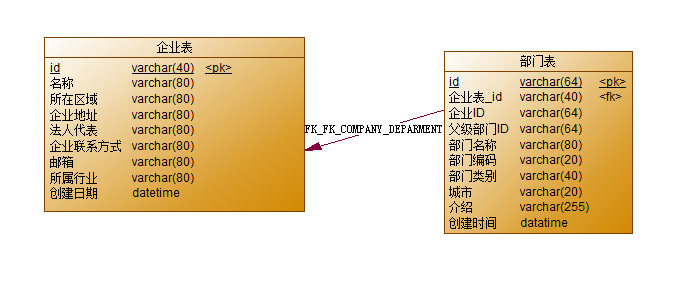 企业表
id varchar(40) <pk>
名称 varchar(80)
所在区域 varchar(80)
企业地址 varchar(80)
法人代表 varchar(80)
企业联系方式 varchar(80)
邮箱 varchar(80)
所属行业 varchar(80)
创建日期 datetime
FK_FK_COMPANY_DEPARMENT
部门表
id varchar(64) <pk>
企业表_id varchar(40) <fk>
企业ID varchar(64)
父级部门ID varchar(64)
部门名称 varchar(80)
部门编码 varchar(20)
部门类别 varchar(40)
城市 varchar(20)
介绍 varchar(255)
创建时间 datatime